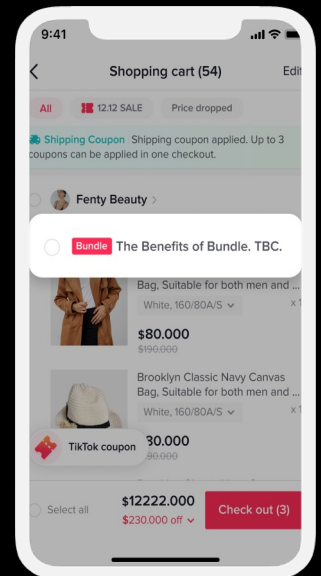 9:41
Shopping cart (54)
Edit
All
12.12 SALE
Price dropped
Shipping Coupon Shipping coupon applied. Up to 3
coupons can be applied in one checkout.
Fenty Beauty >
Bundle The Benefits of Bundle. TBC.
Bag, Suitable for both men and ...
White, 160/80A/S
x 1
$80.000
$190.000
Brooklyn Classic Navy Canvas
Bag, Suitable for both men and ...
White, 160/80A/S
x 1
TikTok coupon
80.000
90.000
Select all
$12222.000
$230.000 off
Check out (3)